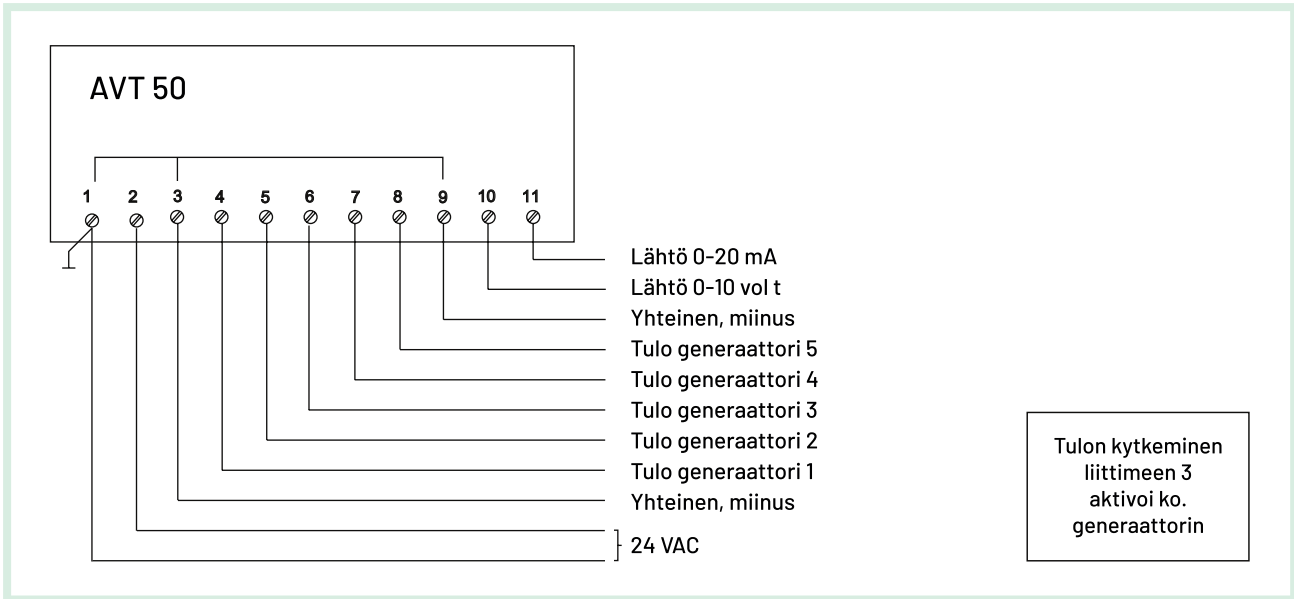 AVT 50
1 2 3 4 5 6 7 8 9 10 11
Lähtö 0-20 mA
Lähtö 0-10 vol t
Yhteinen, miinus
Tulo generaattori 5
Tulo generaattori 4
Tulo generaattori 3
Tulo generaattori 2
Tulo generaattori 1
Yhteinen, miinus
24 VAC
Tulon kytkeminen
liittimeen 3
aktivoi ko.
generaattorin